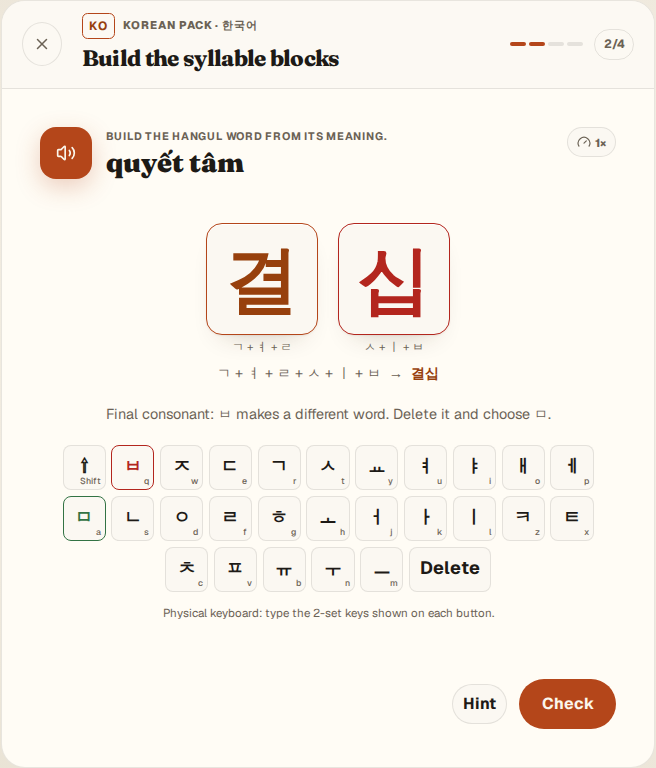 KO KOREAN PACK · 한국어
Build the syllable blocks
2/4
BUILD THE HANGUL WORD FROM ITS MEANING.
quyết tâm
1×
결 십
ㄱ + ㅕ + ㄹ ㅅ + ㅣ + ㅂ
ㄱ + ㅕ + ㄹ + ㅅ + ㅣ + ㅂ → 결십
Final consonant: ㅂ makes a different word. Delete it and choose ㅁ.
⇧ Shift ㅂ q ㅈ w ㄷ e ㄱ r ㅅ t ㅛ y ㅕ u ㅑ i ㅐ o ㅔ p
ㅁ a ㄴ s ㅇ d ㄹ f ㅎ g ㅗ h ㅓ j ㅏ k ㅣ l ㅋ z ㅌ x
ㅊ c ㅍ v ㅠ b ㅜ n ㅡ m Delete
Physical keyboard: type the 2-set keys shown on each button.
Hint Check